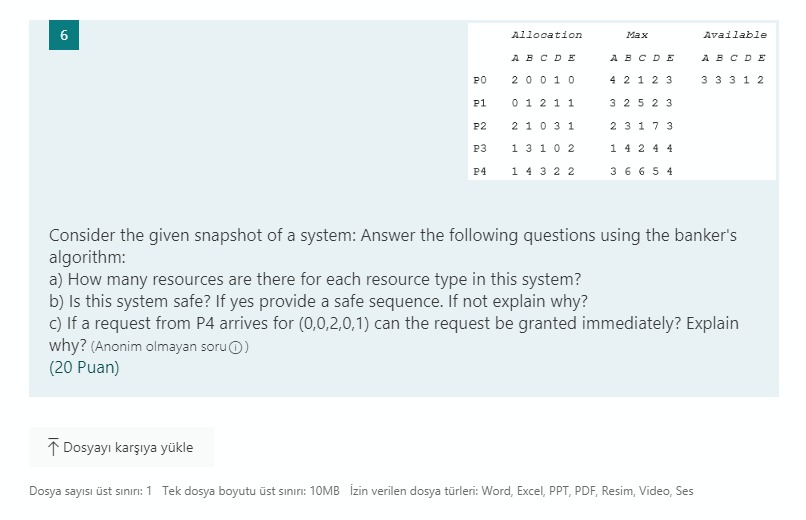 6
Allocation Max Available
A B C D E A B C D E A B C D E
P0 2 0 0 1 0 4 2 1 2 3 3 3 3 1 2
P1 0 1 2 1 1 3 2 5 2 3
P2 2 1 0 3 1 2 3 1 7 3
P3 1 3 1 0 2 1 4 2 4 4
P4 1 4 3 2 2 3 6 6 5 4
Consider the given snapshot of a system: Answer the following questions using the banker's
algorithm:
a) How many resources are there for each resource type in this system?
b) Is this system safe? If yes provide a safe sequence. If not explain why?
c) If a request from P4 arrives for (0,0,2,0,1) can the request be granted immediately? Explain
why? (Anonim olmayan soru)
(20 Puan)
Dosyayı karşıya yükle
Dosya sayısı üst sınırı: 1 Tek dosya boyutu üst sınırı: 10MB İzin verilen dosya türleri: Word, Excel, PPT, PDF, Resim, Video, Ses